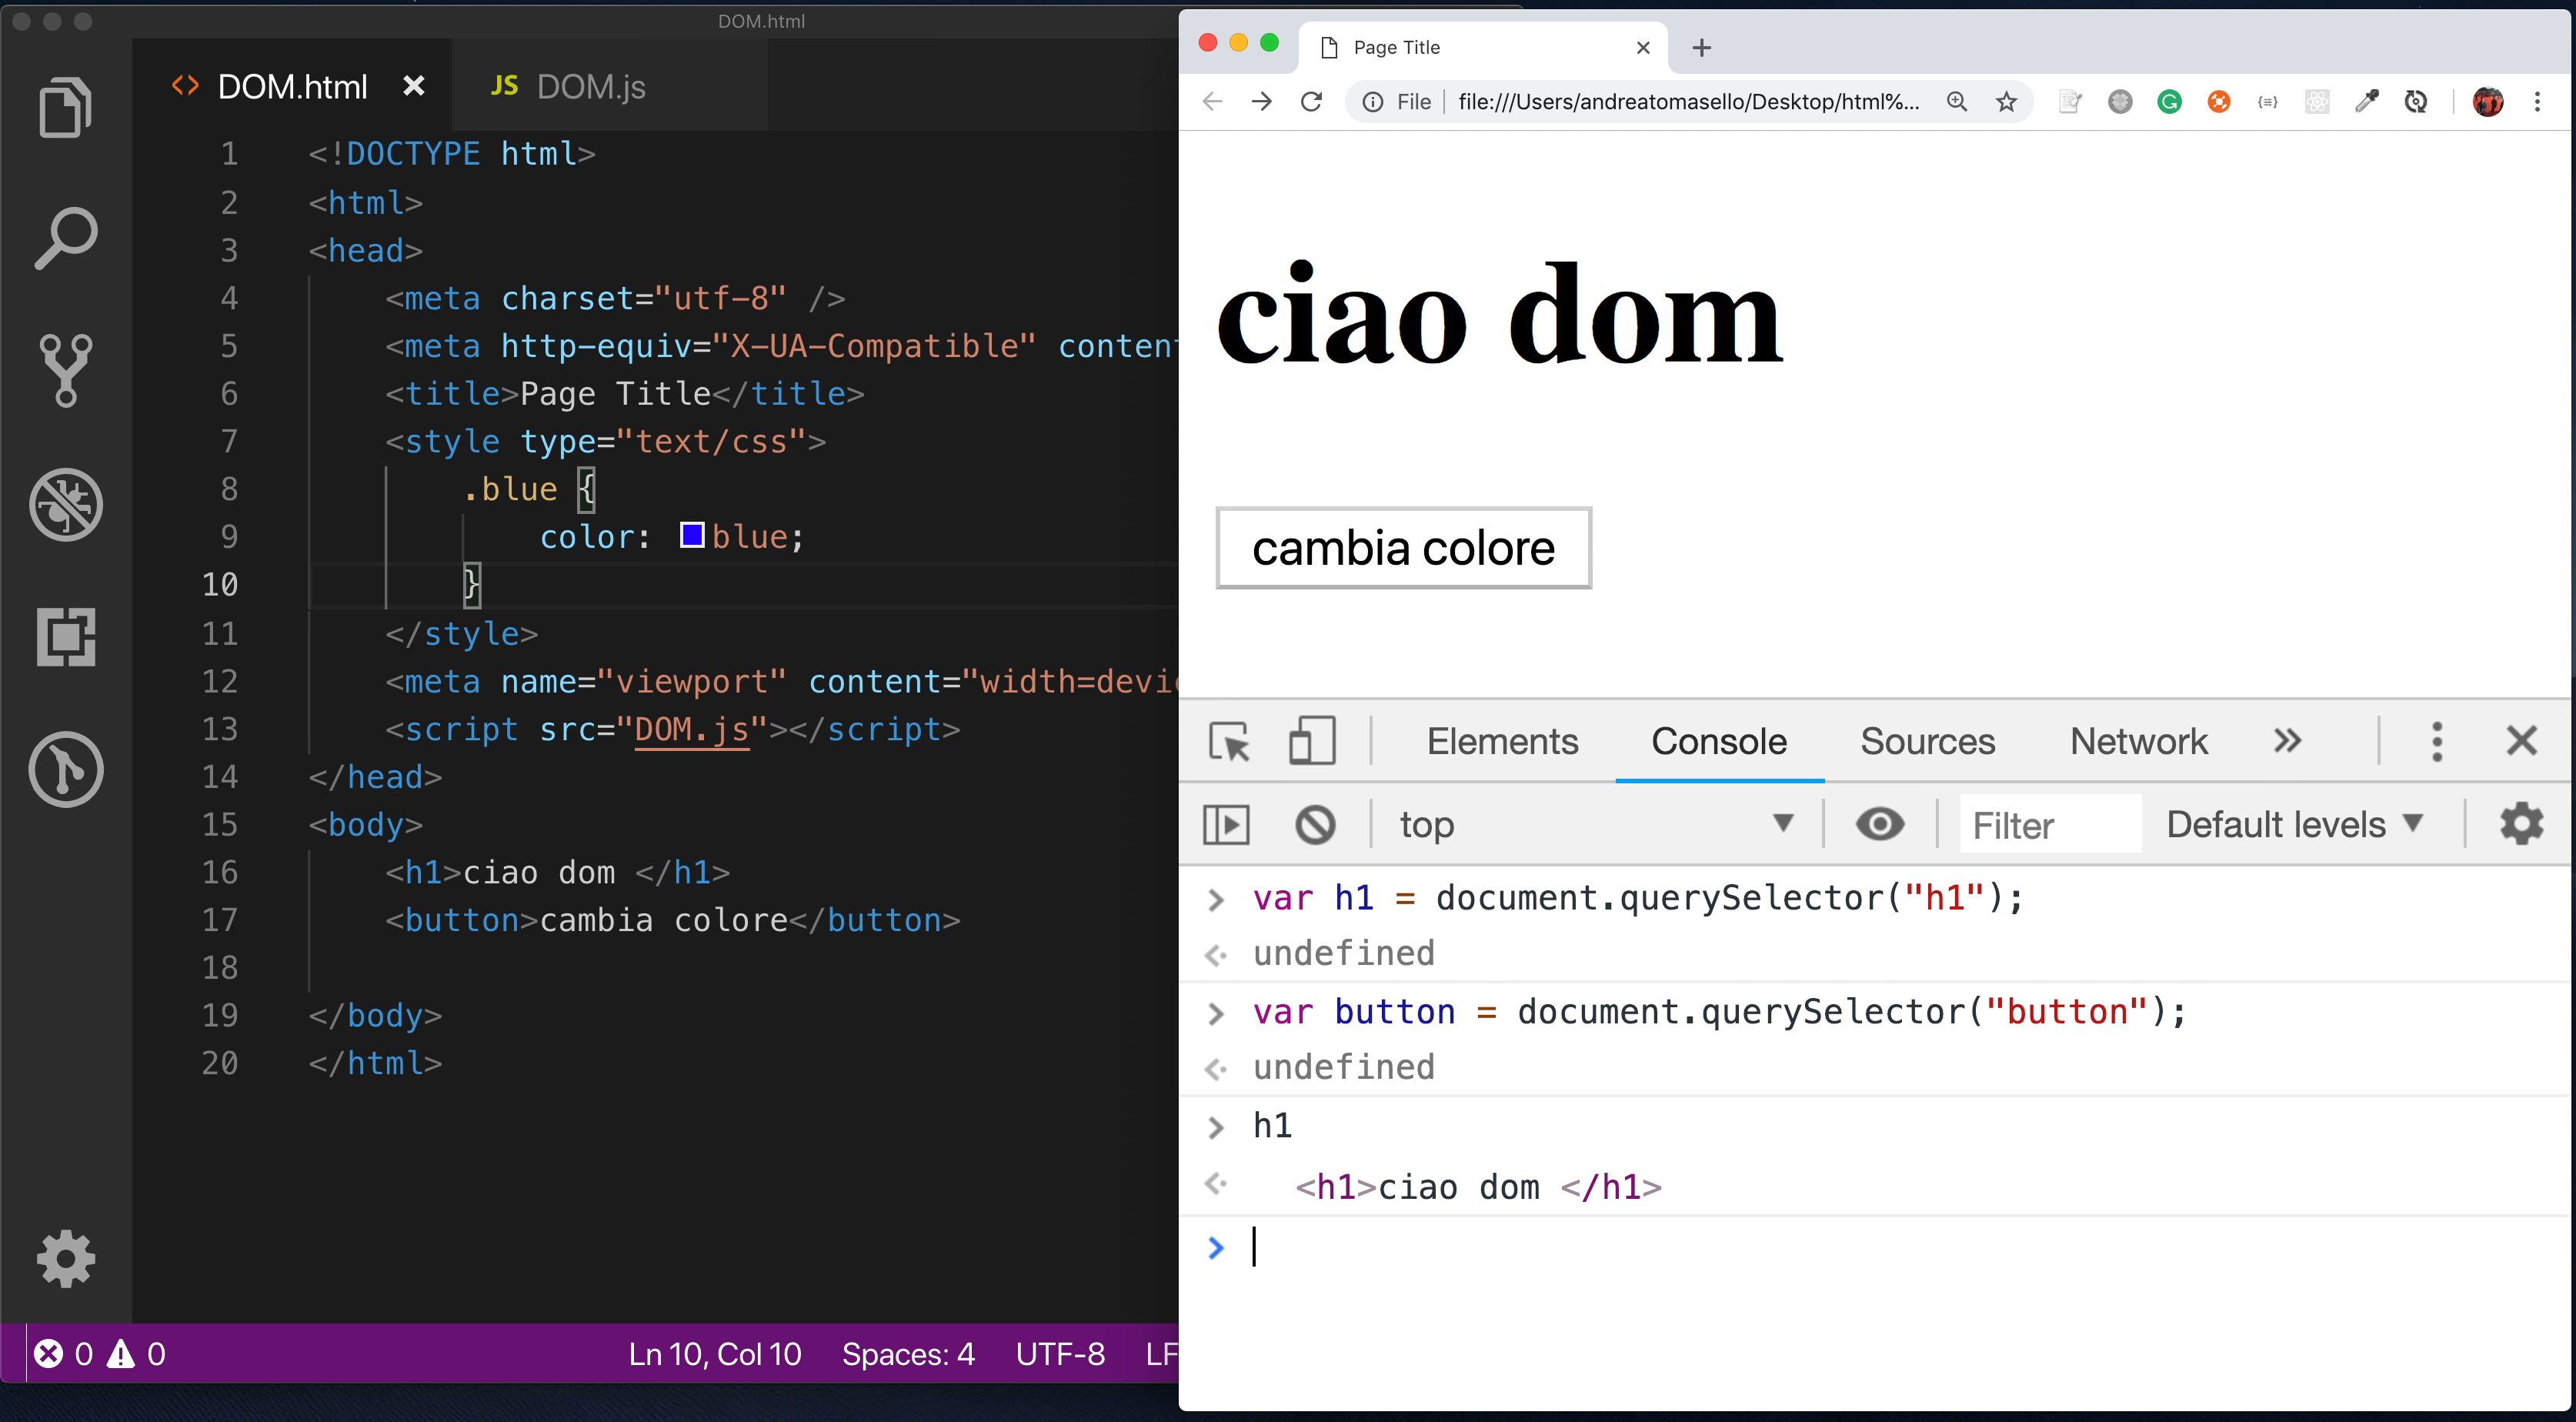 DOM.html
DOM.html
JS DOM.js
1 <!DOCTYPE html>
2 <html>
3 <head>
4 <meta charset="utf-8" />
5 <meta http-equiv="X-UA-Compatible" content
6 <title>Page Title</title>
7 <style type="text/css">
8 .blue {
9 color: blue;
10 }
11 </style>
12 <meta name="viewport" content="width=devic
13 <script src="DOM.js"></script>
14 </head>
15 <body>
16 <h1>ciao dom </h1>
17 <button>cambia colore</button>
18
19 </body>
20 </html>
0 0
Ln 10, Col 10 Spaces: 4 UTF-8 LF
Page Title
File file:///Users/andreatomasello/Desktop/html%...
ciao dom
cambia colore
Elements Console Sources Network
top Filter Default levels
> var h1 = document.querySelector("h1");
undefined
> var button = document.querySelector("button");
undefined
> h1
<h1>ciao dom </h1>
>